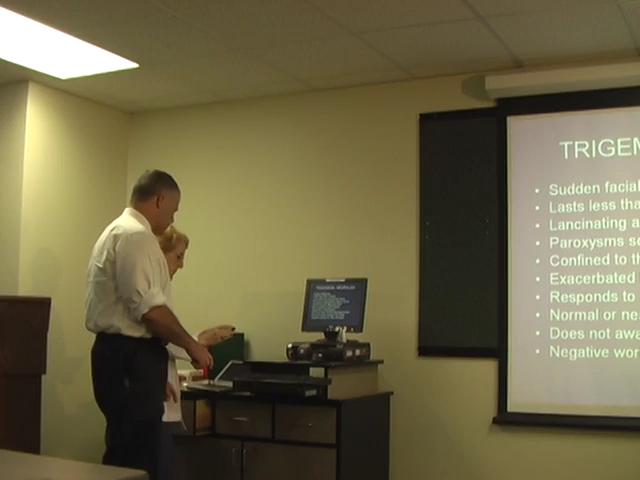 TRIGEM
• Sudden facial
• Lasts less tha
• Lancinating a
• Paroxysms s
• Confined to th
• Exacerbated
• Responds to
• Normal or ne
• Does not awa
• Negative wor